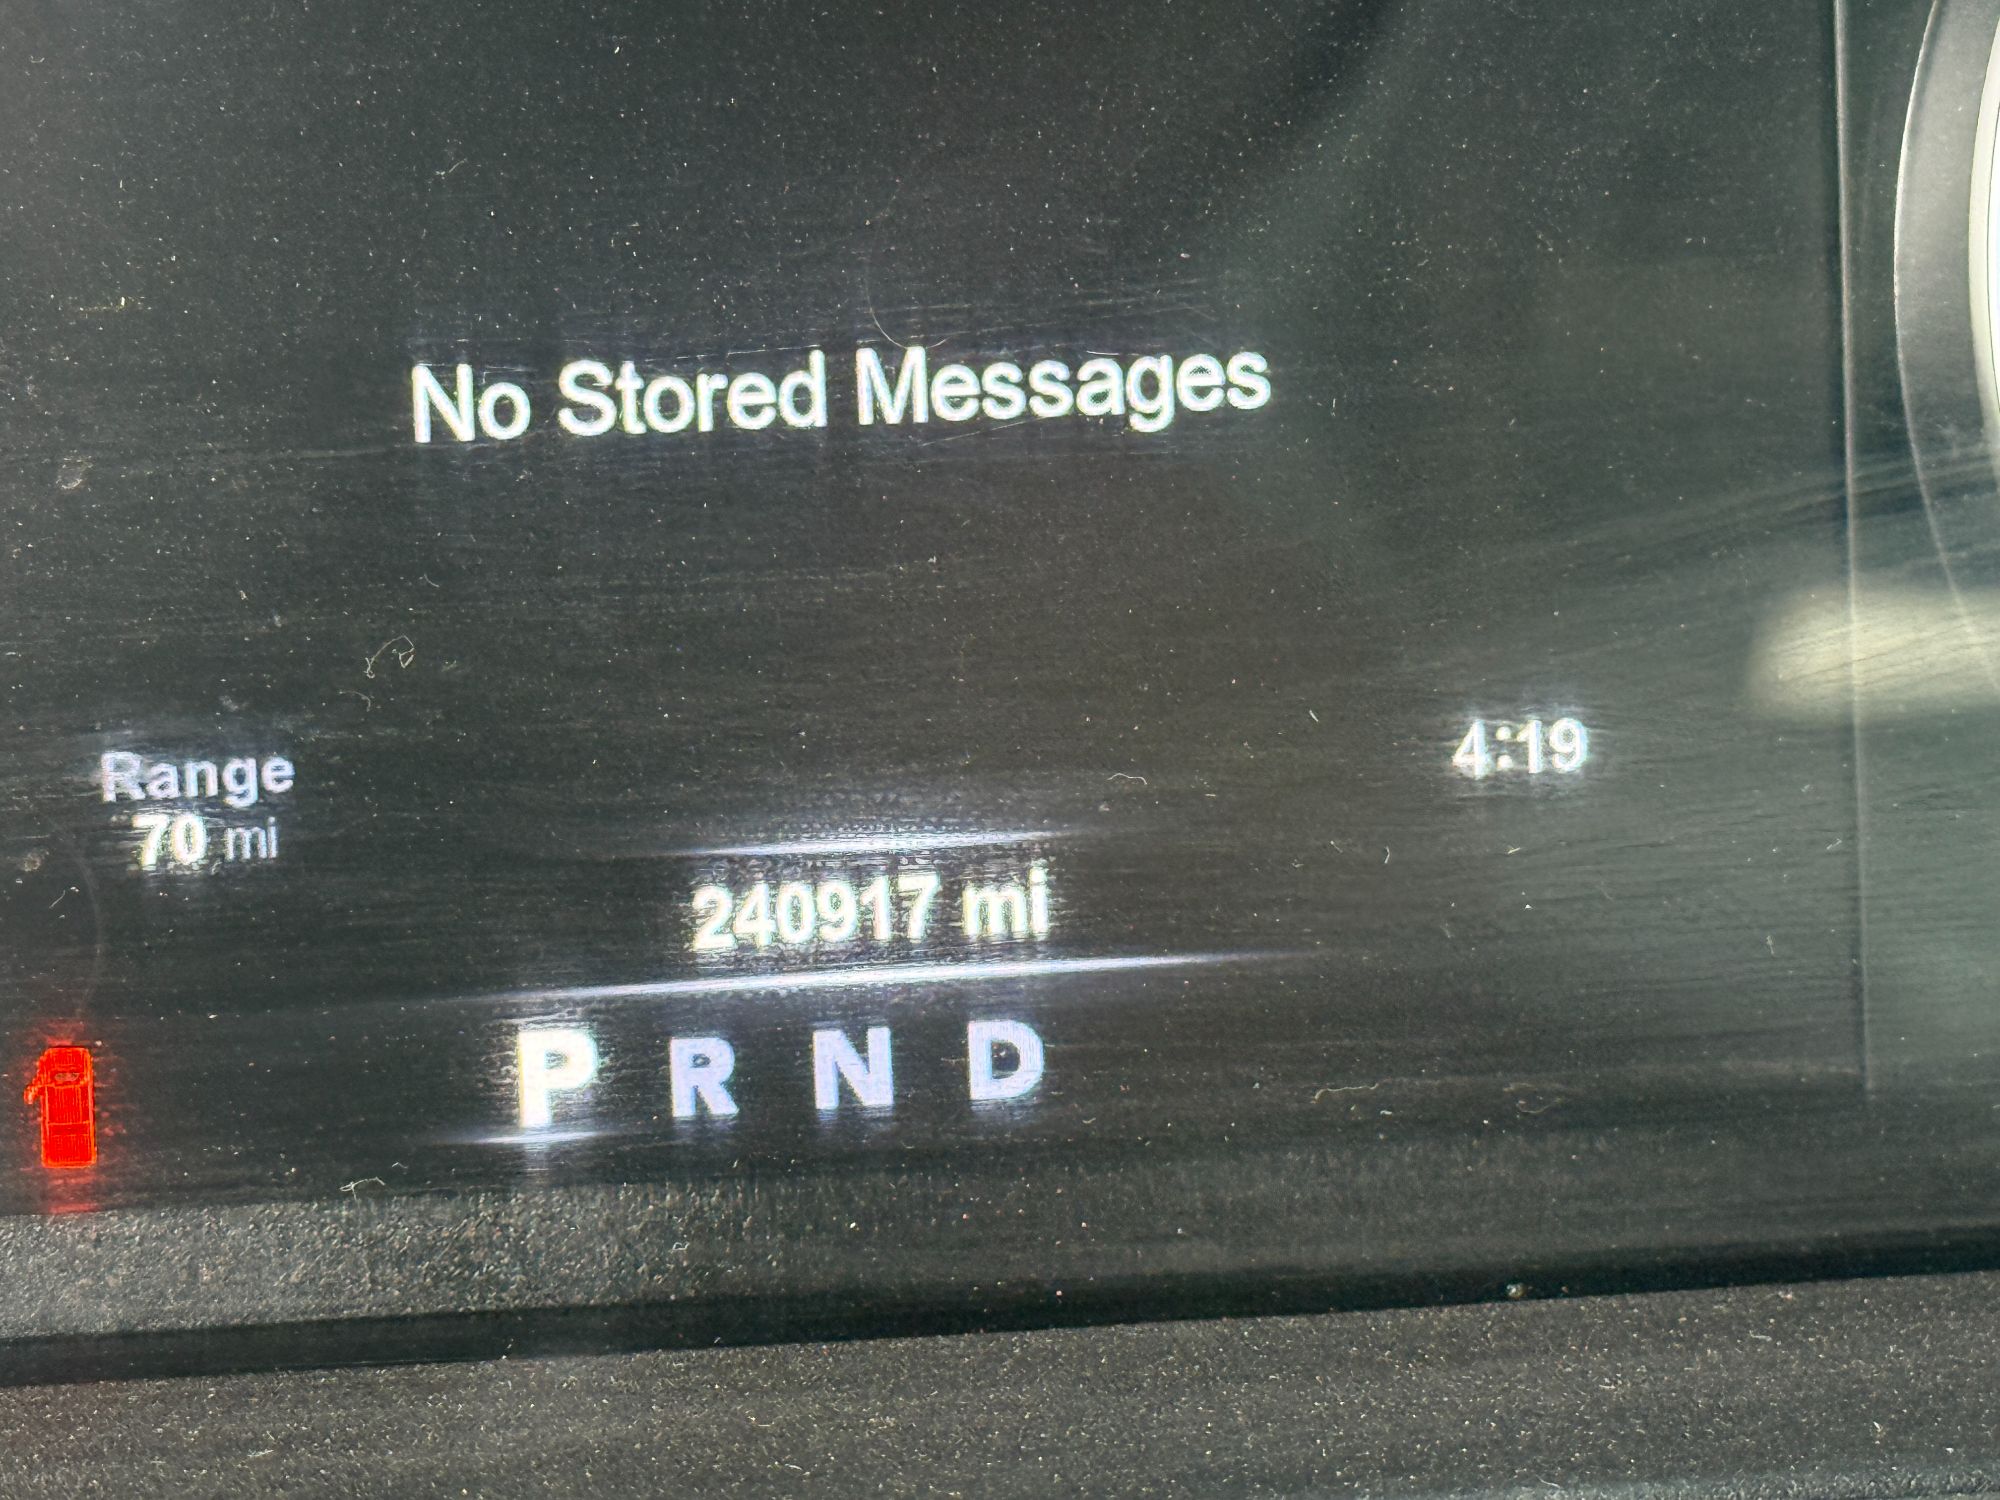 No Stored Messages
4:19
Range
70 mi
240917 mi
P R N D